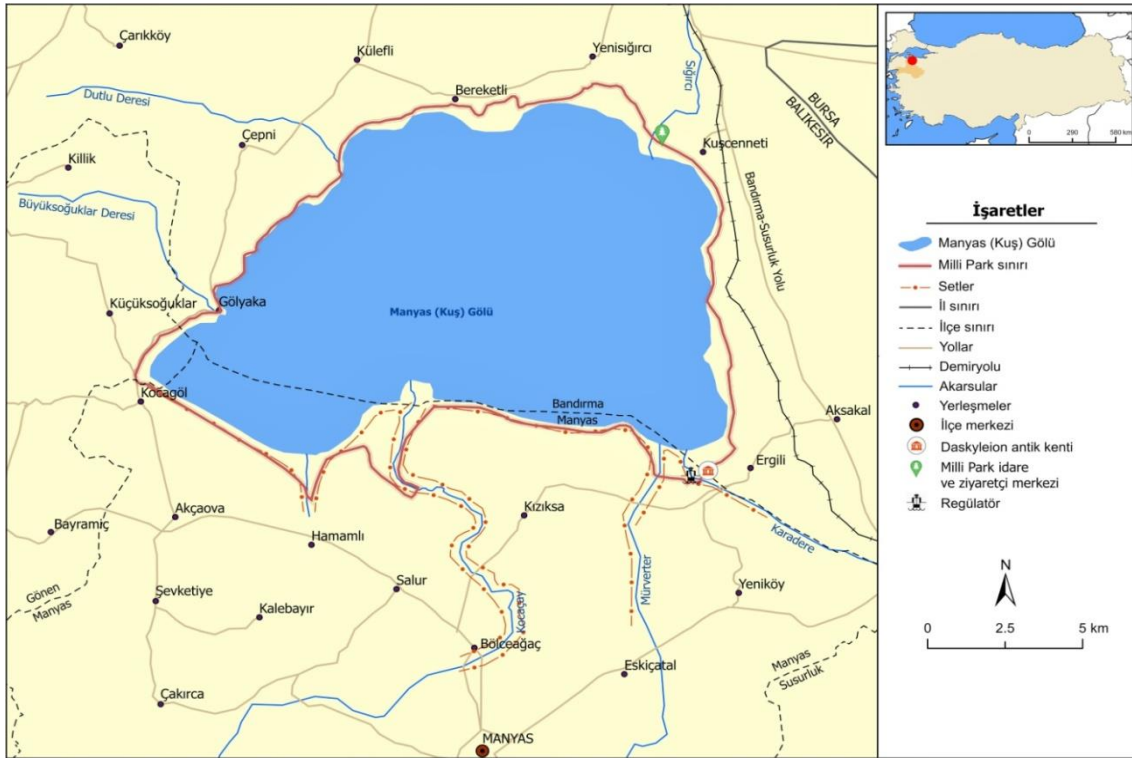 Çarıkköy
Külefli
Yenisığırcı
Sığırcı
Dutlu Deresi
Bereketli
BURSA
BALIKESİR
Çepni
Kuşcenneti
Killik
Büyüksoğuklar Deresi
Bandırma-Susurluk Yolu
Küçüksoğuklar
Gölyaka
Manyas (Kuş) Gölü
Kocagöl
Bandırma
Manyas
Aksakal
Ergili
Akçaova
Kızıksa
Bayramiç
Hamamlı
Karadere
Gönen
Manyas
Şevketiye
Salur
Mürverter
Yeniköy
Kalebayır
Kocaçay
Bölceağaç
Eskiçatal
Manyas
Susurluk
Çakırca
MANYAS
0 290 580 km
İşaretler
Manyas (Kuş) Gölü
Milli Park sınırı
Setler
İl sınırı
İlçe sınırı
Yollar
Demiryolu
Akarsular
Yerleşmeler
İlçe merkezi
Daskyleion antik kenti
Milli Park idare
ve ziyaretçi merkezi
Regülatör
N
0 2.5 5 km